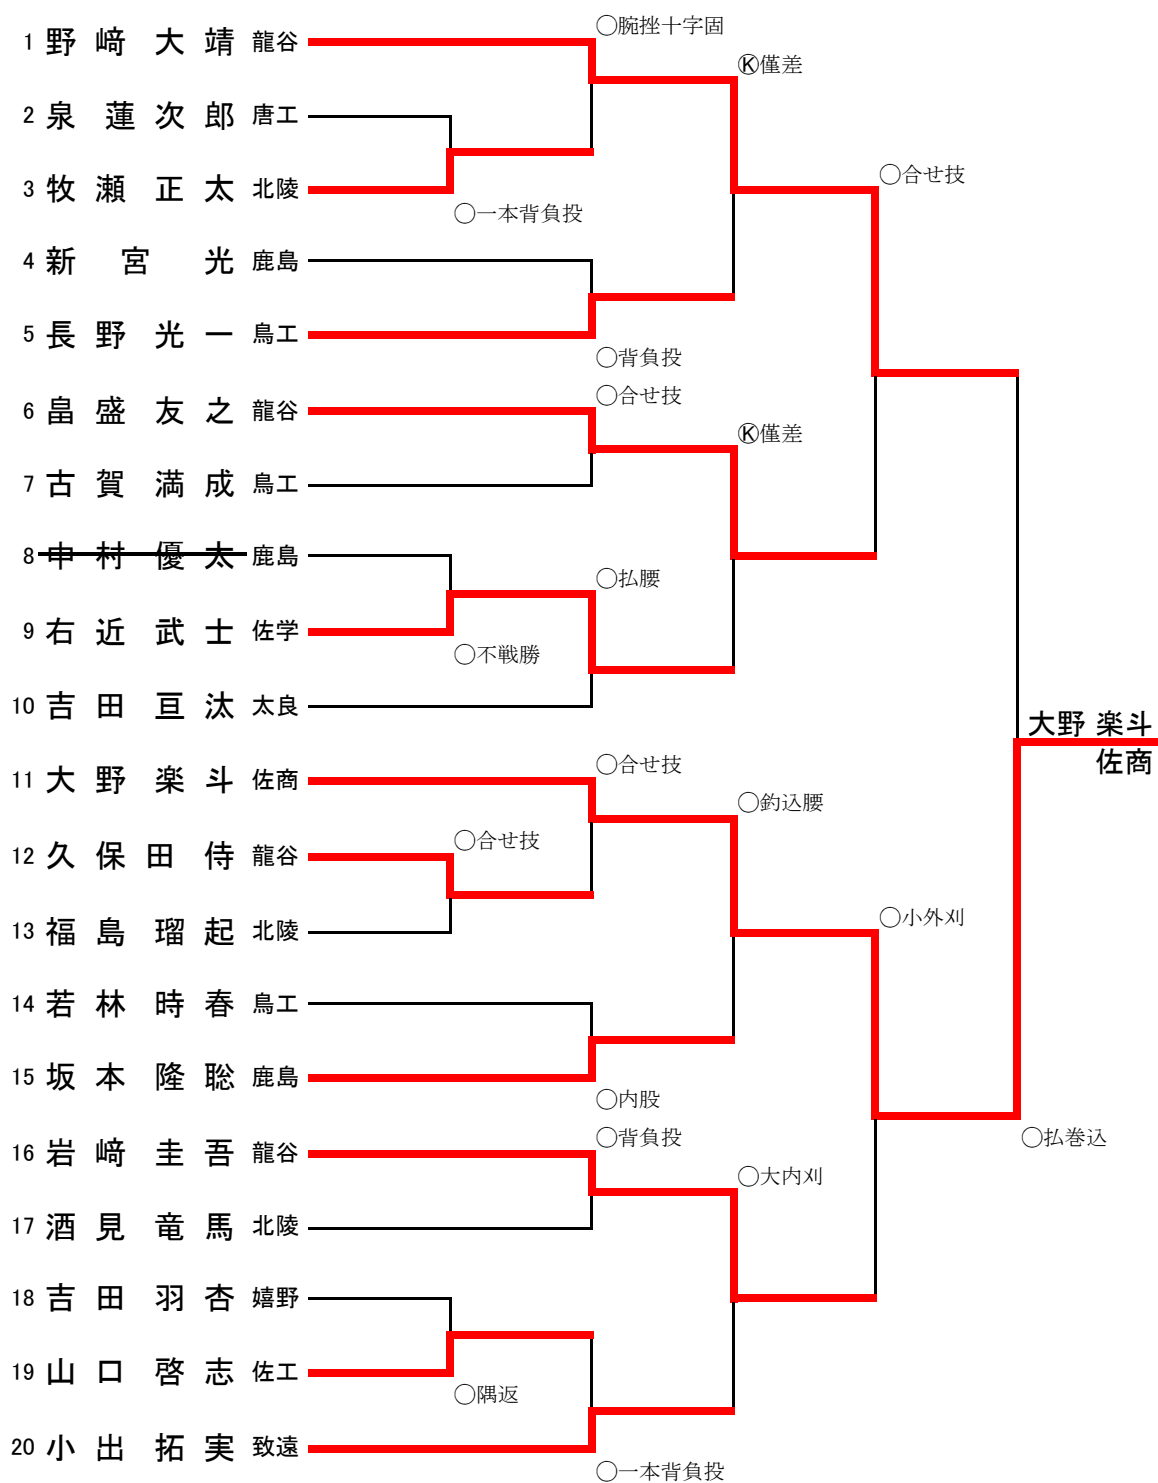 ○腕挫十字固
1 野﨑大靖 龍谷
Ⓚ僅差
2 泉蓮次郎 唐工
○合せ技
3 牧瀬正太 北陵
○一本背負投
4 新宮光 鹿島
5 長野光一 鳥工
○背負投
○合せ技
6 畠盛友之 龍谷
Ⓚ僅差
7 古賀満成 鳥工
8 中村優太 鹿島
○払腰
9 右近武士 佐学
○不戦勝
10 吉田亘汰 太良
大野 楽斗
佐商
○合せ技
11 大野楽斗 佐商
○釣込腰
○合せ技
12 久保田侍 龍谷
○小外刈
13 福島瑠起 北陵
14 若林時春 鳥工
15 坂本隆聡 鹿島
○内股
○背負投
○払巻込
16 岩﨑圭吾 龍谷
○大内刈
17 酒見竜馬 北陵
18 吉田羽杏 嬉野
19 山口啓志 佐工
○隅返
20 小出拓実 致遠
○一本背負投